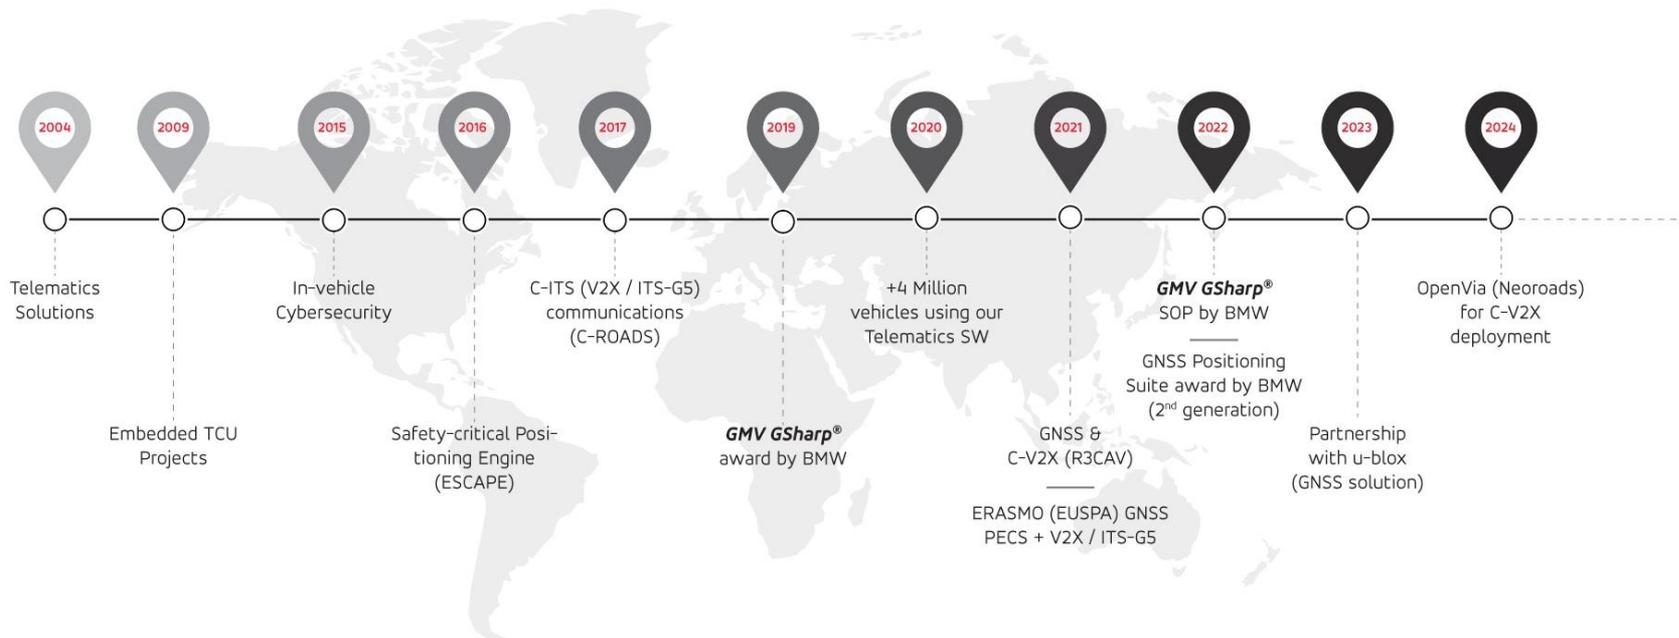 2004
2009
2015
2016
2017
2019
2020
2021
2022
2023
2024
Telematics
Solutions
Embedded TCU
Projects
In-vehicle
Cybersecurity
Safety-critical Posi-
tioning Engine
(ESCAPE)
C-ITS (V2X / ITS-G5)
communications
(C-ROADS)
GMV GSharp®
award by BMW
+4 Million
vehicles using our
Telematics SW
GNSS &
C-V2X (R3CAV)
ERASMO (EUSPA) GNSS
PECS + V2X / ITS-G5
GMV GSharp®
SOP by BMW
GNSS Positioning
Suite award by BMW
(2nd generation)
Partnership
with u-blox
(GNSS solution)
OpenVia (Neoroads)
for C-V2X
deployment